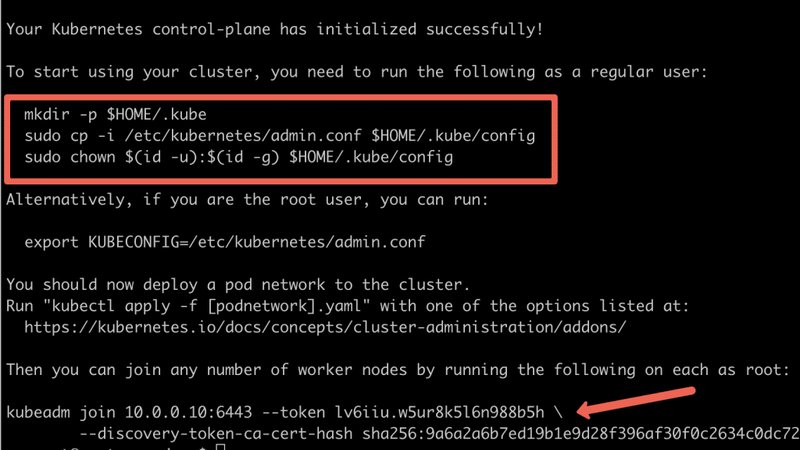 Your Kubernetes control-plane has initialized successfully!
To start using your cluster, you need to run the following as a regular user:
mkdir -p $HOME/.kube
sudo cp -i /etc/kubernetes/admin.conf $HOME/.kube/config
sudo chown $(id -u):$(id -g) $HOME/.kube/config
Alternatively, if you are the root user, you can run:
export KUBECONFIG=/etc/kubernetes/admin.conf
You should now deploy a pod network to the cluster.
Run "kubectl apply -f [podnetwork].yaml" with one of the options listed at:
https://kubernetes.io/docs/concepts/cluster-administration/addons/
Then you can join any number of worker nodes by running the following on each as root:
kubeadm join 10.0.0.10:6443 --token lv6iiu.w5ur8k5l6n988b5h \
--discovery-token-ca-cert-hash sha256:9a6a2a6b7ed19b1e9d28f396af30f0c2634c0dc72